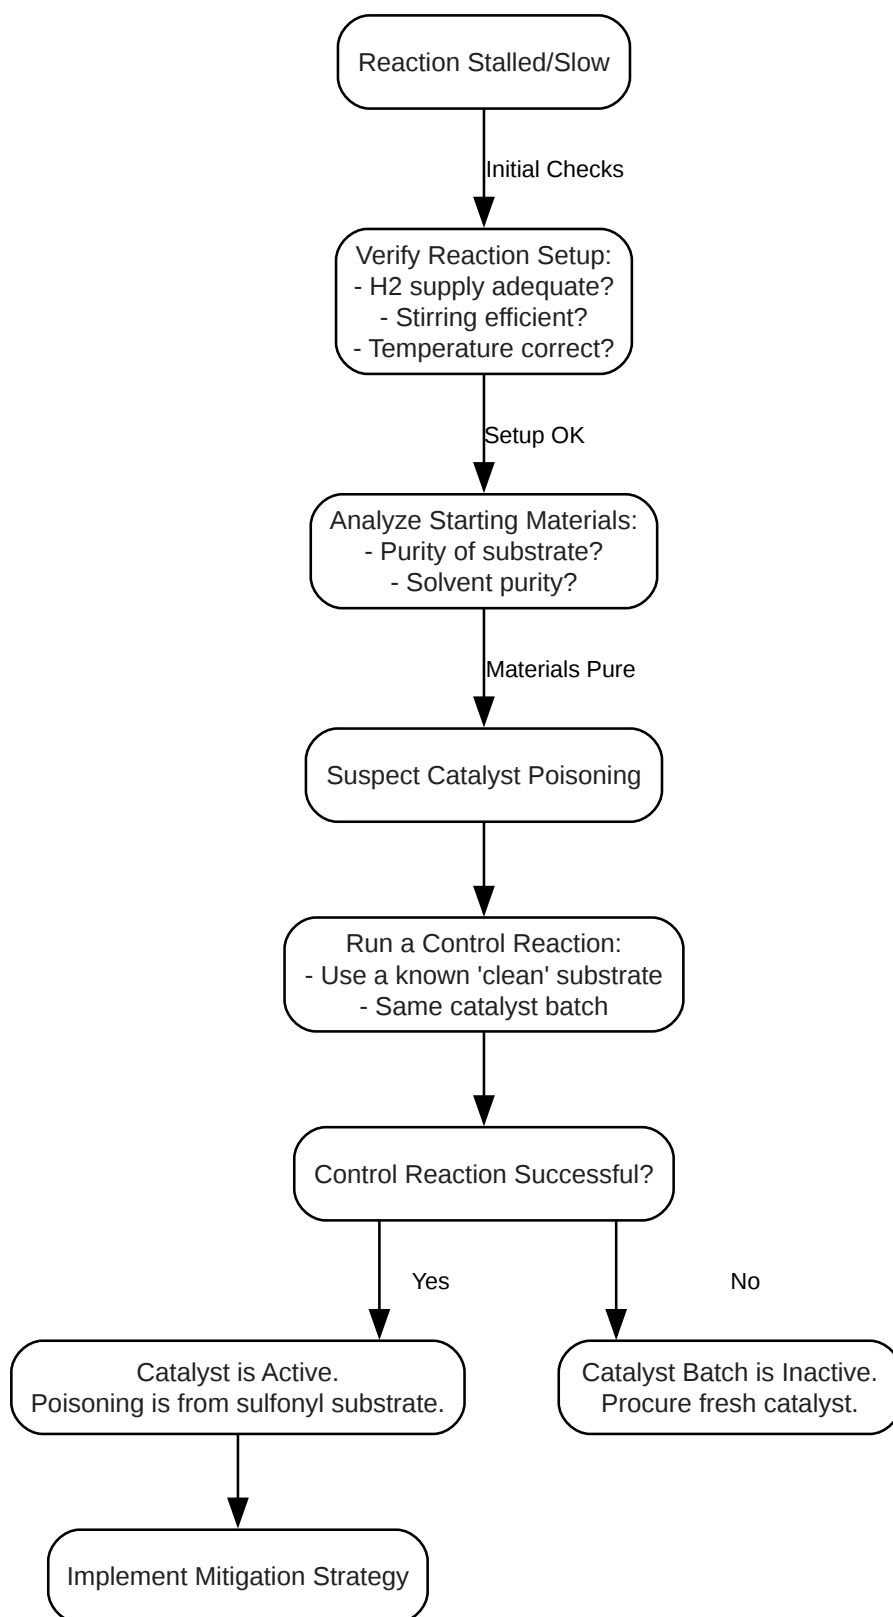 Reaction Stalled/Slow
Initial Checks
Verify Reaction Setup:
- H2 supply adequate?
- Stirring efficient?
- Temperature correct?
Setup OK
Analyze Starting Materials:
- Purity of substrate?
- Solvent purity?
Materials Pure
Suspect Catalyst Poisoning
Run a Control Reaction:
- Use a known 'clean' substrate
- Same catalyst batch
Control Reaction Successful?
Yes
No
Catalyst is Active.
Poisoning is from sulfonyl substrate.
Catalyst Batch is Inactive.
Procure fresh catalyst.
Implement Mitigation Strategy